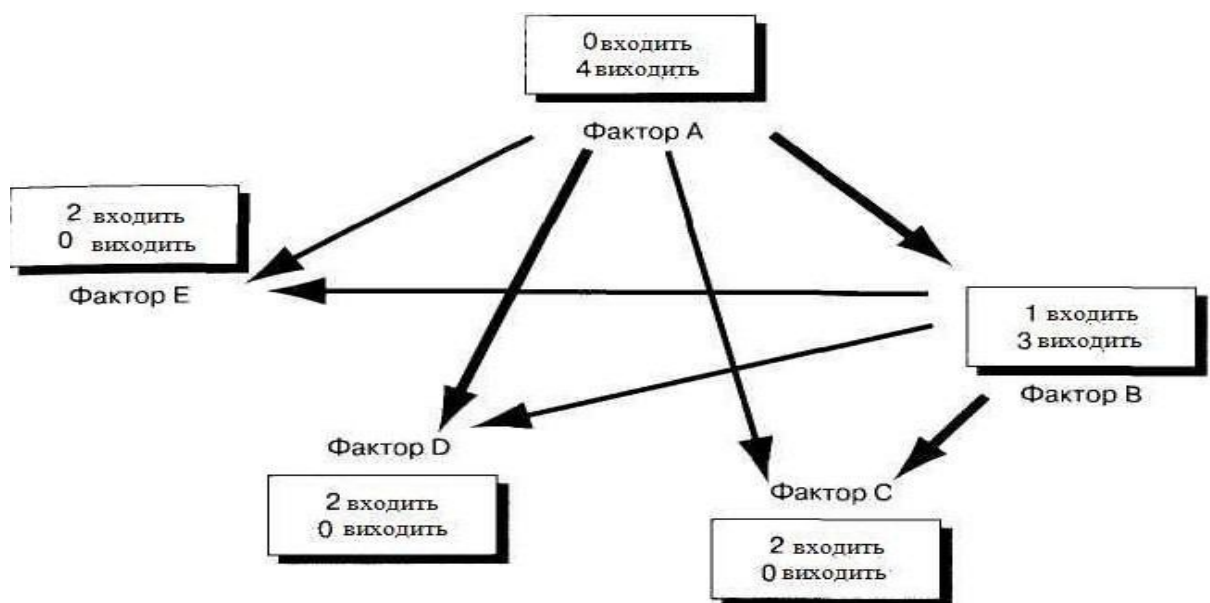 0 входить
4 виходить
Фактор А
2 входить
0 виходить
Фактор Е
1 входить
3 виходить
Фактор В
Фактор D
2 входить
0 виходить
Фактор С
2 входить
0 виходить